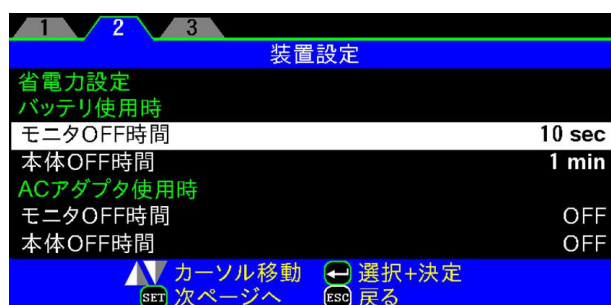 1 2 3
装置設定
省電力設定
バッテリ使用時
モニタOFF時間 10 sec
本体OFF時間 1 min
ACアダプタ使用時
モニタOFF時間 OFF
本体OFF時間 OFF
カーソル移動 選択+決定
SET 次ページへ ESC 戻る